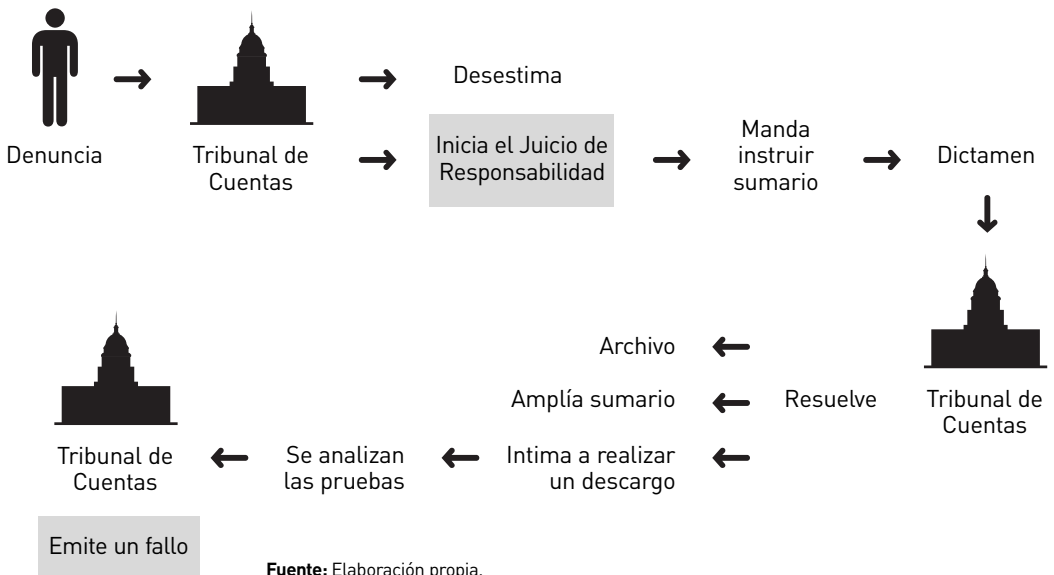 Denuncia
Tribunal de
Cuentas
Desestima
Inicia el Juicio de
Responsabilidad
Manda
instruir
sumario
Dictamen
Tribunal de
Cuentas
Resuelve
Archivo
Amplía sumario
Intima a realizar
un descargo
Se analizan
las pruebas
Tribunal de
Cuentas
Emite un fallo
Fuente: Elaboración propia.